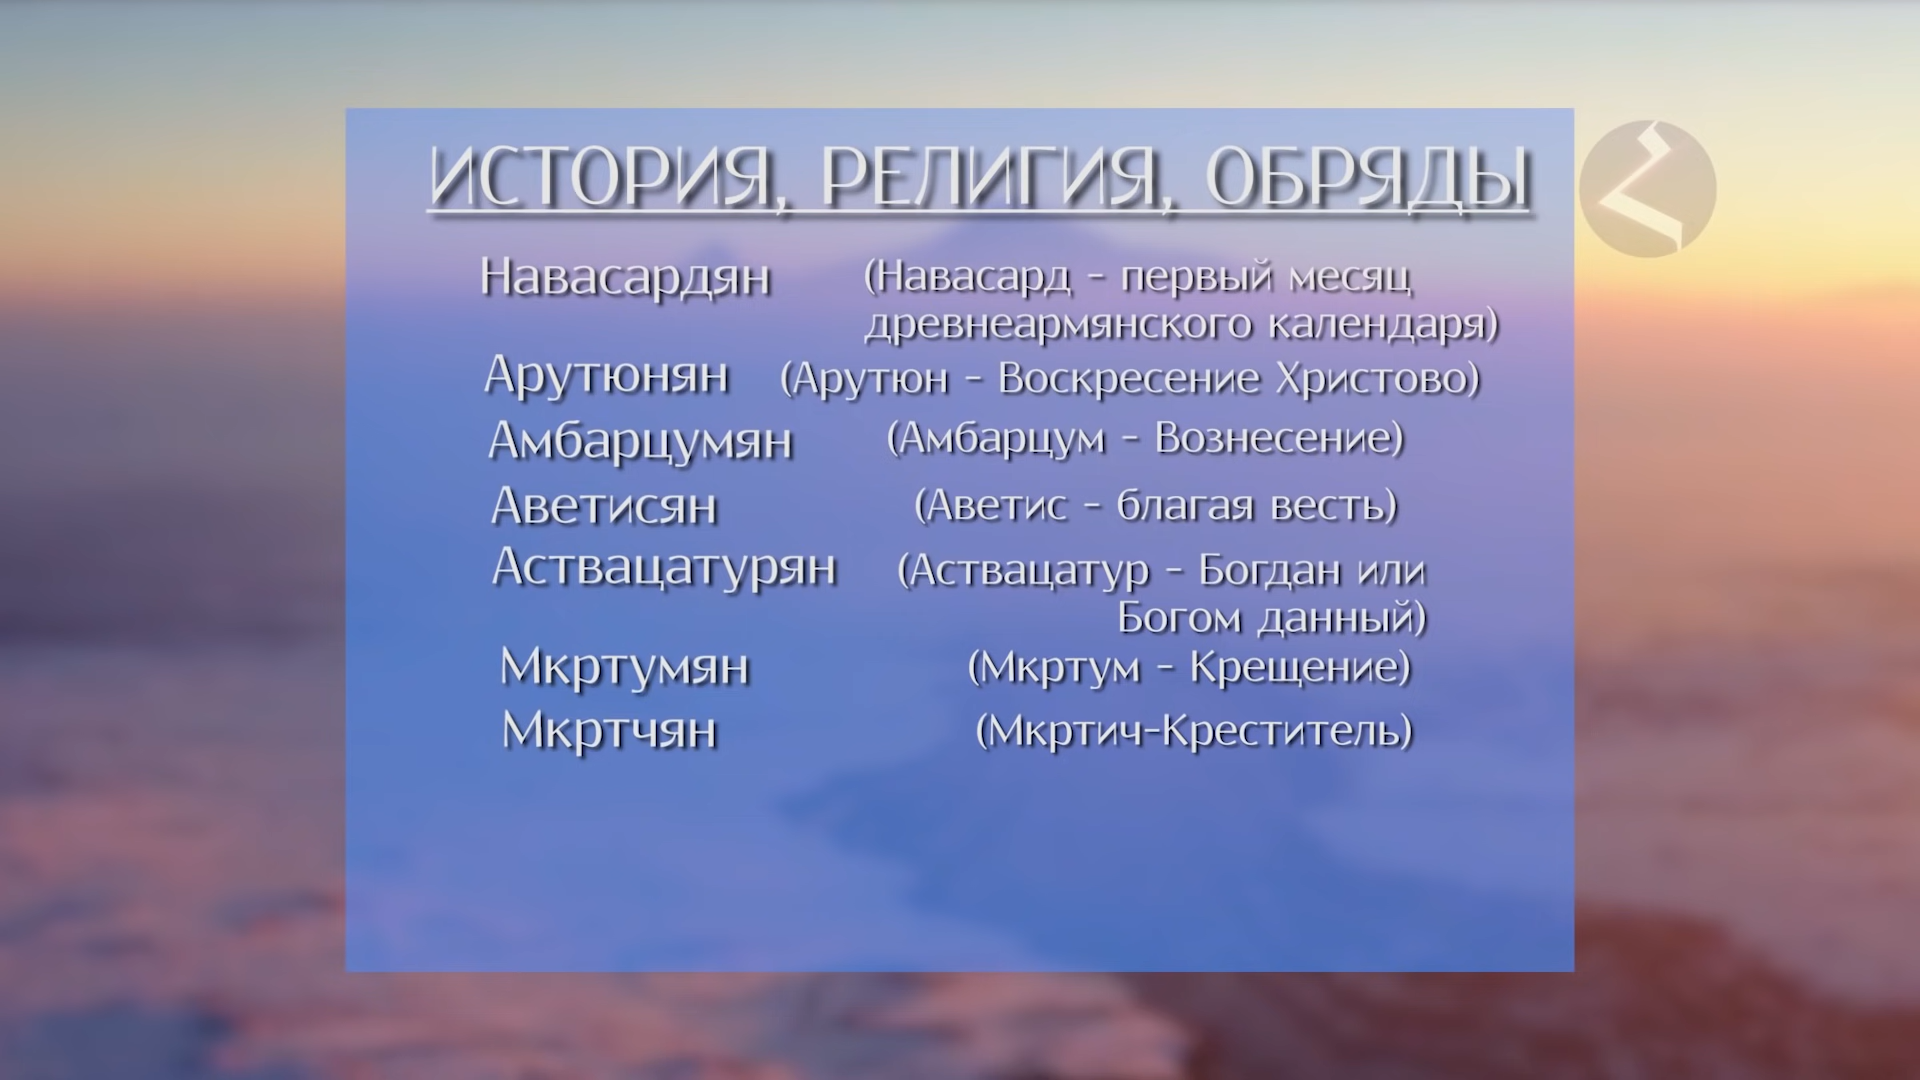 ИСТОРИЯ, РЕЛИГИЯ, ОБРЯДЫ
Навасардян (Навасард - первый месяц
древнеармянского календаря)
Арутюнян (Арутюн - Воскресение Христово)
Амбарцумян (Амбарцум - Вознесение)
Аветисян (Аветис - благая весть)
Аствацатурян (Аствацатур - Богдан или
Богом данный)
Мкртумян (Мкртум - Крещение)
Мкртчян (Мкртич-Креститель)